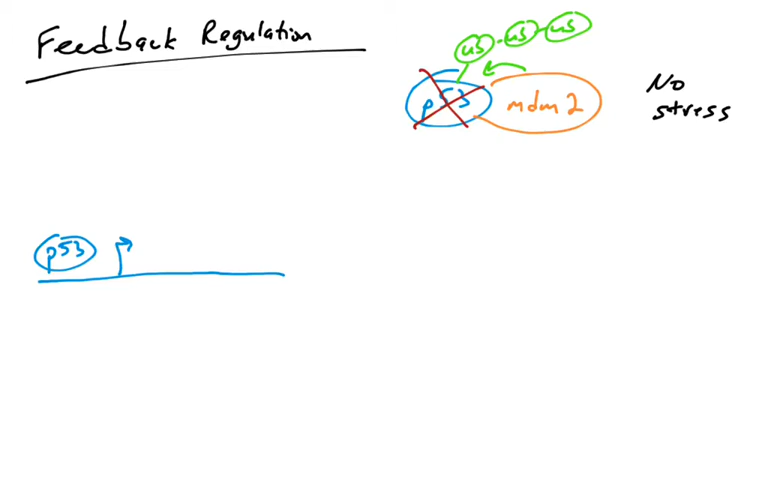 Feedback Regulation
ub ub ub
p53 mdm2
No
stress
p53